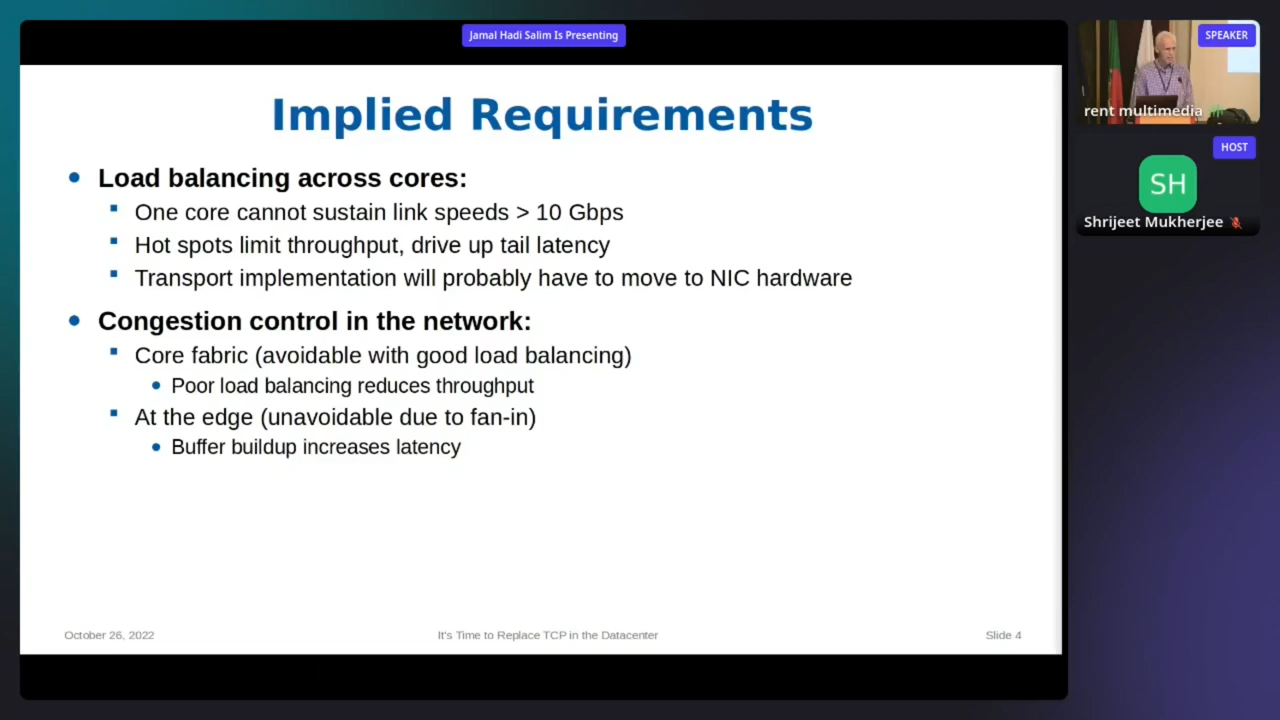 Jamal Hadi Salim Is Presenting
Implied Requirements
Load balancing across cores:
One core cannot sustain link speeds > 10 Gbps
Hot spots limit throughput, drive up tail latency
Transport implementation will probably have to move to NIC hardware
Congestion control in the network:
Core fabric (avoidable with good load balancing)
Poor load balancing reduces throughput
At the edge (unavoidable due to fan-in)
Buffer buildup increases latency
October 26, 2022
It's Time to Replace TCP in the Datacenter
Slide 4
SPEAKER
rent multimedia
HOST
SH
Shrijeet Mukherjee